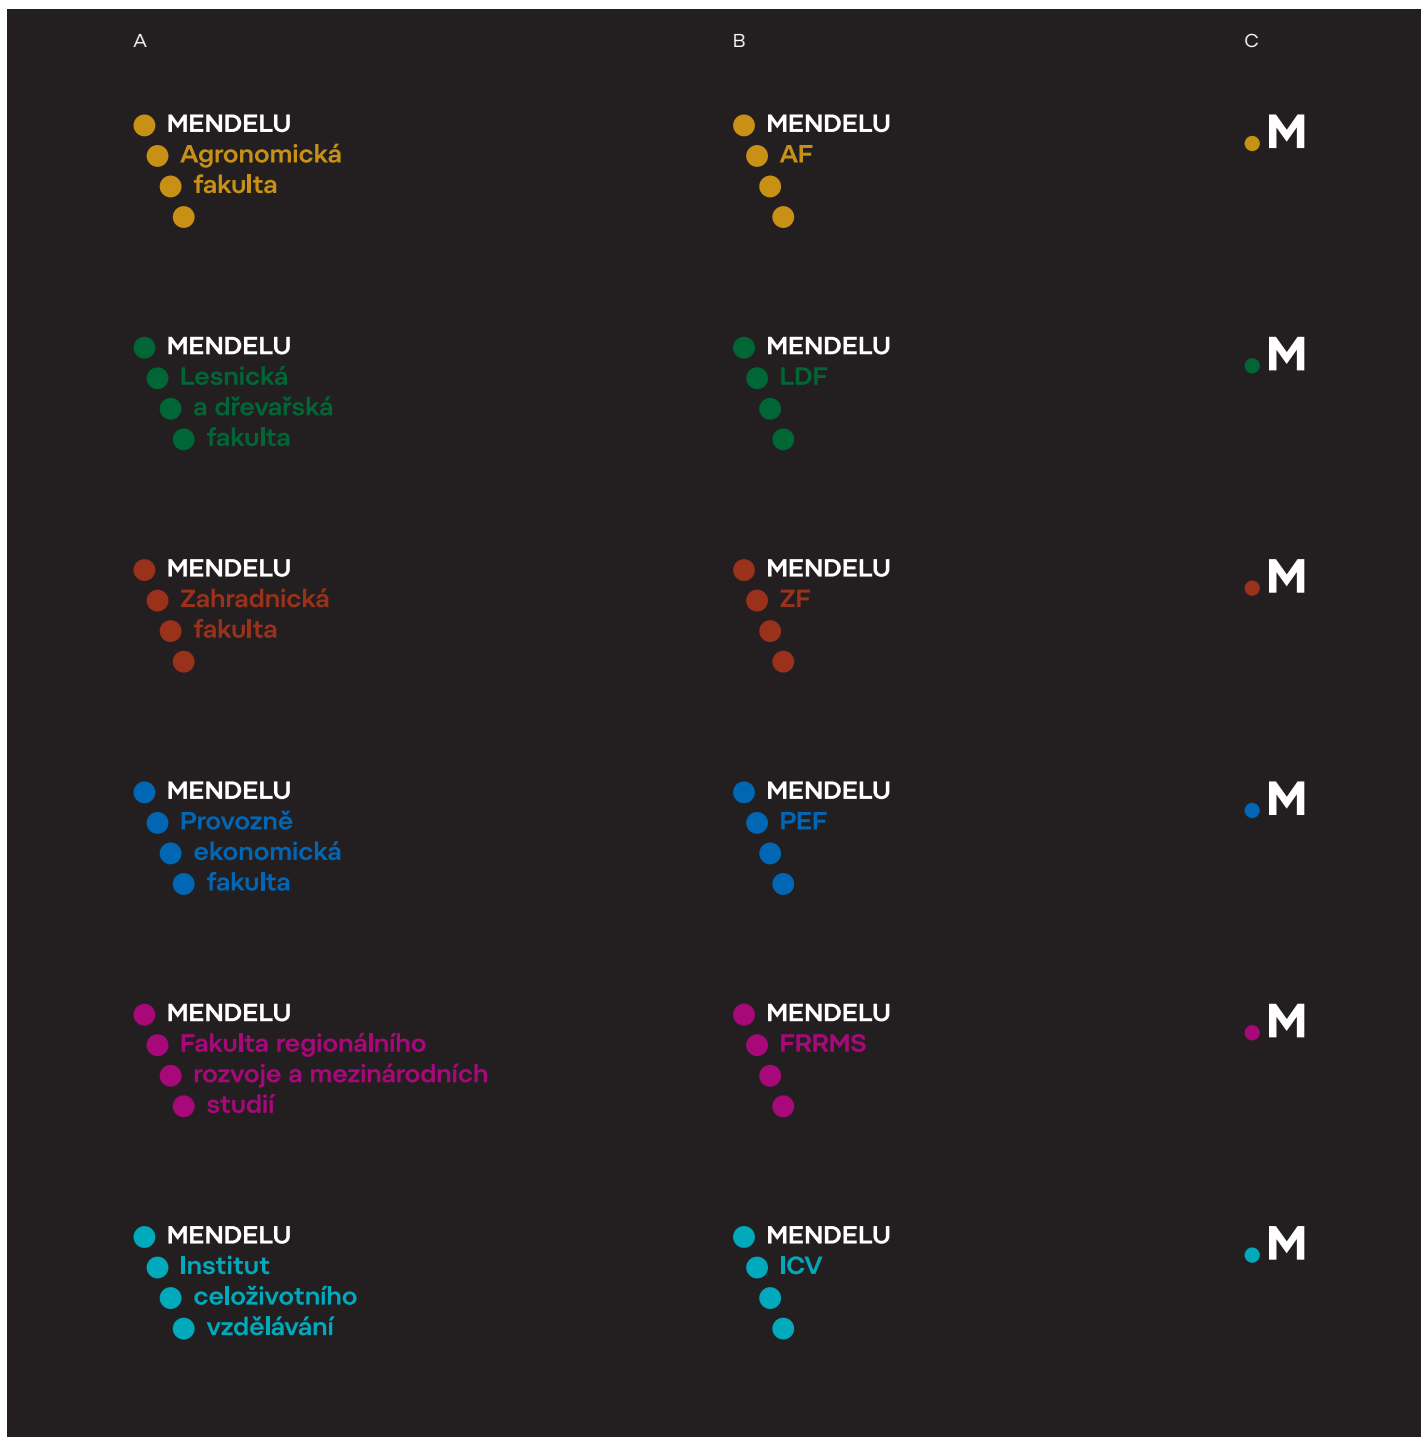 A
B
C
MENDELU
Agronomická
fakulta
MENDELU
AF
M
MENDELU
Lesnická
a dřevařská
fakulta
MENDELU
LDF
M
MENDELU
Zahradnická
fakulta
MENDELU
ZF
M
MENDELU
Provozně
ekonomická
fakulta
MENDELU
PEF
M
MENDELU
Fakulta regionálního
rozvoje a mezinárodních
studií
MENDELU
FRRMS
M
MENDELU
Institut
celoživotního
vzdělávání
MENDELU
ICV
M